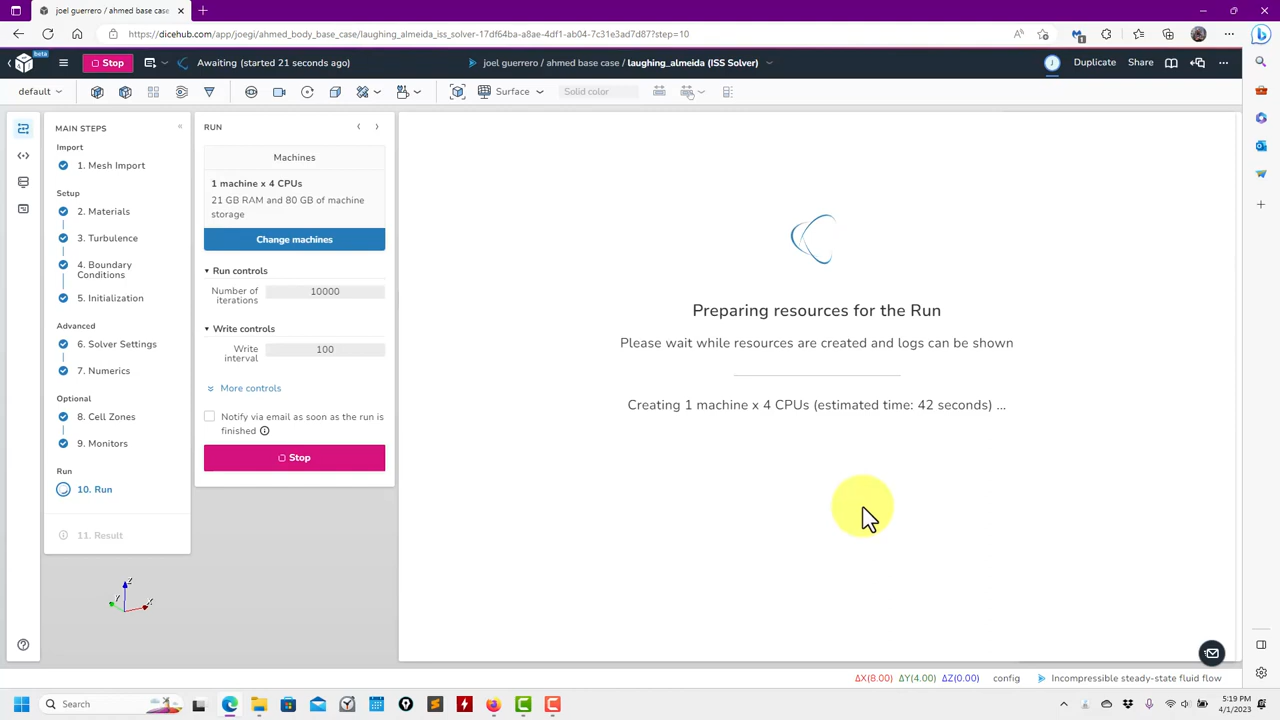 joel guerrero / ahmed base case
https://dicehub.com/app/joegi/ahmed_body_base_case/laughing_almeida_iss_solver-17df64ba-a8ae-4df1-ab04-7c31e3ad7d87?step=10
beta
Stop
Awaiting (started 21 seconds ago)
joel guerrero / ahmed base case / laughing_almeida (ISS Solver)
J
Duplicate
Share
default
Surface
Solid color
MAIN STEPS
Import
1. Mesh Import
Setup
2. Materials
3. Turbulence
4. Boundary
Conditions
5. Initialization
Advanced
6. Solver Settings
7. Numerics
Optional
8. Cell Zones
9. Monitors
Run
10. Run
11. Result
RUN
Machines
1 machine x 4 CPUs
21 GB RAM and 80 GB of machine
storage
Change machines
Run controls
Number of
iterations
10000
Write controls
Write
interval
100
More controls
Notify via email as soon as the run is
finished
Stop
Preparing resources for the Run
Please wait while resources are created and logs can be shown
Creating 1 machine x 4 CPUs (estimated time: 42 seconds) ...
Z
Y
X
ΔX(8.00) ΔY(4.00) ΔZ(0.00) config Incompressible steady-state fluid flow
Search
5:19 PM
4/1/2023